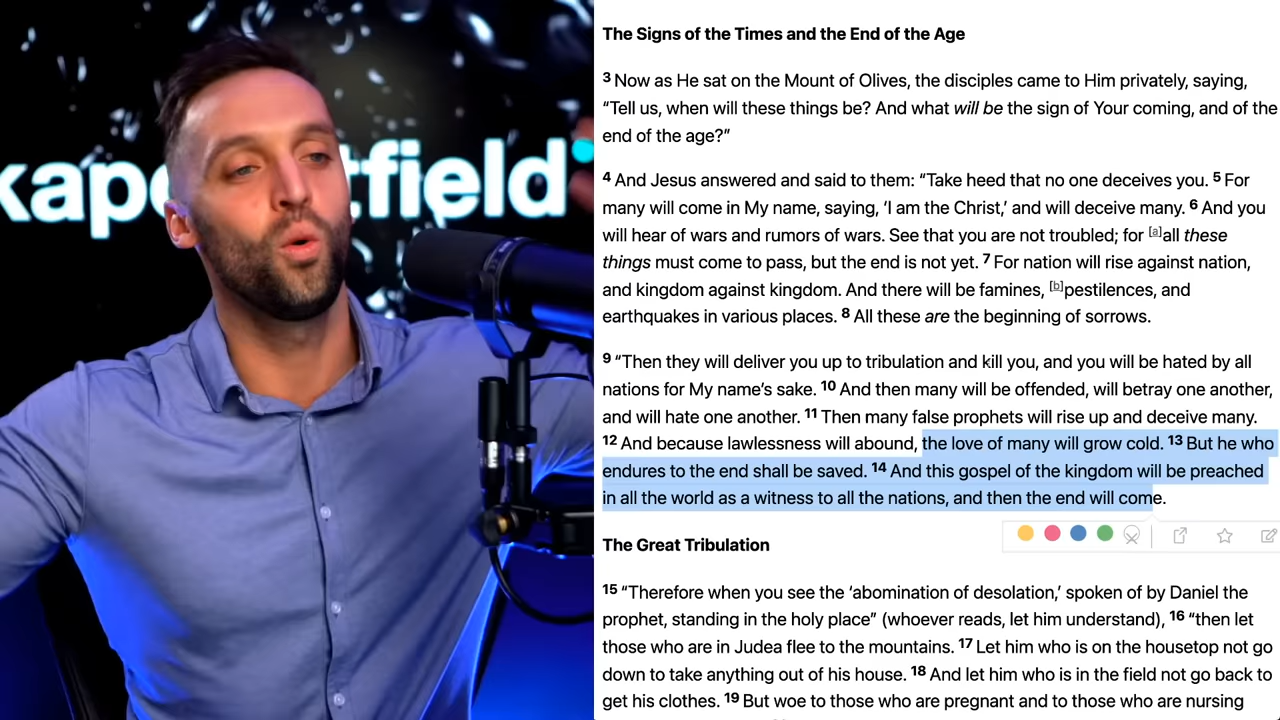 kapo tfield
The Signs of the Times and the End of the Age
3 Now as He sat on the Mount of Olives, the disciples came to Him privately, saying,
“Tell us, when will these things be? And what will be the sign of Your coming, and of the
end of the age?”
4 And Jesus answered and said to them: “Take heed that no one deceives you. 5 For
many will come in My name, saying, ‘I am the Christ,’ and will deceive many. 6 And you
will hear of wars and rumors of wars. See that you are not troubled; for [a]all these
things must come to pass, but the end is not yet. 7 For nation will rise against nation,
and kingdom against kingdom. And there will be famines, [b]pestilences, and
earthquakes in various places. 8 All these are the beginning of sorrows.
9 “Then they will deliver you up to tribulation and kill you, and you will be hated by all
nations for My name’s sake. 10 And then many will be offended, will betray one another,
and will hate one another. 11 Then many false prophets will rise up and deceive many.
12 And because lawlessness will abound, the love of many will grow cold. 13 But he who
endures to the end shall be saved. 14 And this gospel of the kingdom will be preached
in all the world as a witness to all the nations, and then the end will come.
The Great Tribulation
15 “Therefore when you see the ‘abomination of desolation,’ spoken of by Daniel the
prophet, standing in the holy place” (whoever reads, let him understand), 16 “then let
those who are in Judea flee to the mountains. 17 Let him who is on the housetop not go
down to take anything out of his house. 18 And let him who is in the field not go back to
get his clothes. 19 But woe to those who are pregnant and to those who are nursing